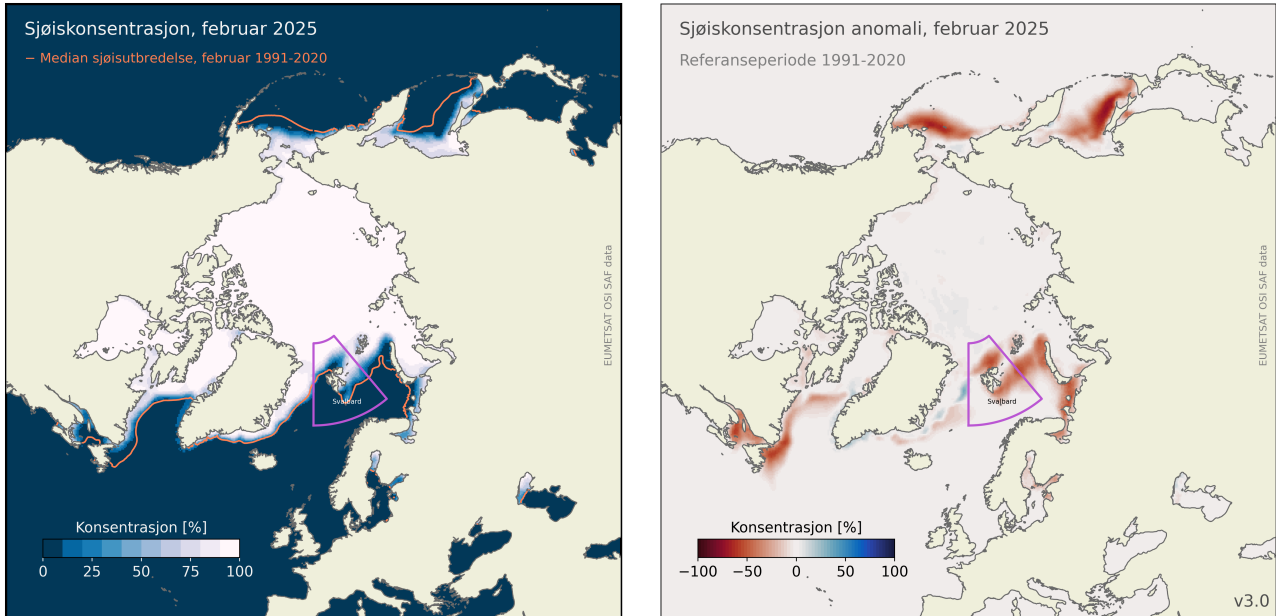 Sjøiskonsentrasjon, februar 2025
− Median sjøisutbredelse, februar 1991-2020
Svalbard
EUMETSAT OSI SAF data
Konsentrasjon [%]
0 25 50 75 100
Sjøiskonsentrasjon anomali, februar 2025
Referanseperiode 1991-2020
Svalbard
EUMETSAT OSI SAF data
Konsentrasjon [%]
−100 −50 0 50 100
v3.0